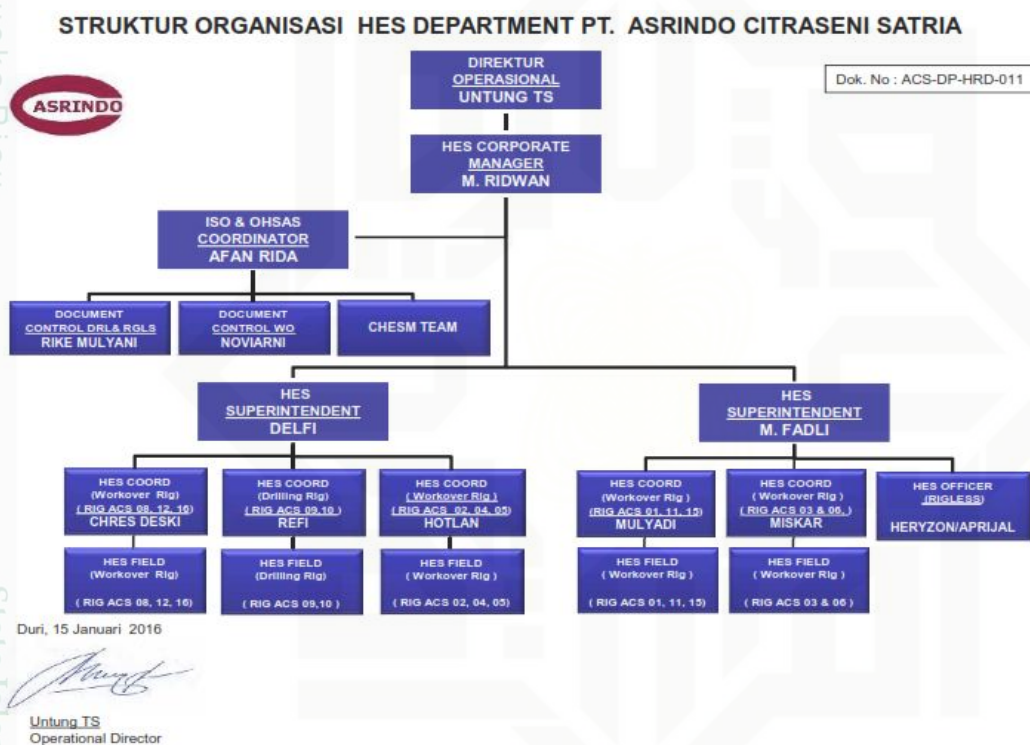 STRUKTUR ORGANISASI HES DEPARTMENT PT. ASRINDO CITRASENI SATRIA
Dok. No : ACS-DP-HRD-011
ASRINDO
DIREKTUR
OPERASIONAL
UNTUNG TS
HES CORPORATE
MANAGER
M. RIDWAN
ISO & OHSAS
COORDINATOR
AFAN RIDA
DOCUMENT
CONTROL DRL& RGLS
RIKE MULYANI
DOCUMENT
CONTROL WO
NOVIARNI
CHESM TEAM
HES
SUPERINTENDENT
DELFI
HES
SUPERINTENDENT
M. FADLI
HES COORD
(Workover Rig)
( RIG ACS 08, 12, 16)
CHRES DESKI
HES COORD
(Drilling Rig)
( RIG ACS 09,10 )
REFI
HES COORD
( Workover Rig )
( RIG ACS 02, 04, 05)
HOTLAN
HES COORD
(Workover Rig )
(RIG ACS 01, 11, 15)
MULYADI
HES COORD
( Workover Rig )
( RIG ACS 03 & 06, )
MISKAR
HES OFFICER
(RIGLESS)
HERYZON/APRIJAL
HES FIELD
(Workover Rig)
( RIG ACS 08, 12, 16)
HES FIELD
(Drilling Rig)
( RIG ACS 09,10 )
HES FIELD
( Workover Rig )
( RIG ACS 02, 04, 05)
HES FIELD
( Workover Rig )
( RIG ACS 01, 11, 15)
HES FIELD
( Workover Rig )
( RIG ACS 03 & 06 )
Duri, 15 Januari 2016
Untung TS
Operational Director